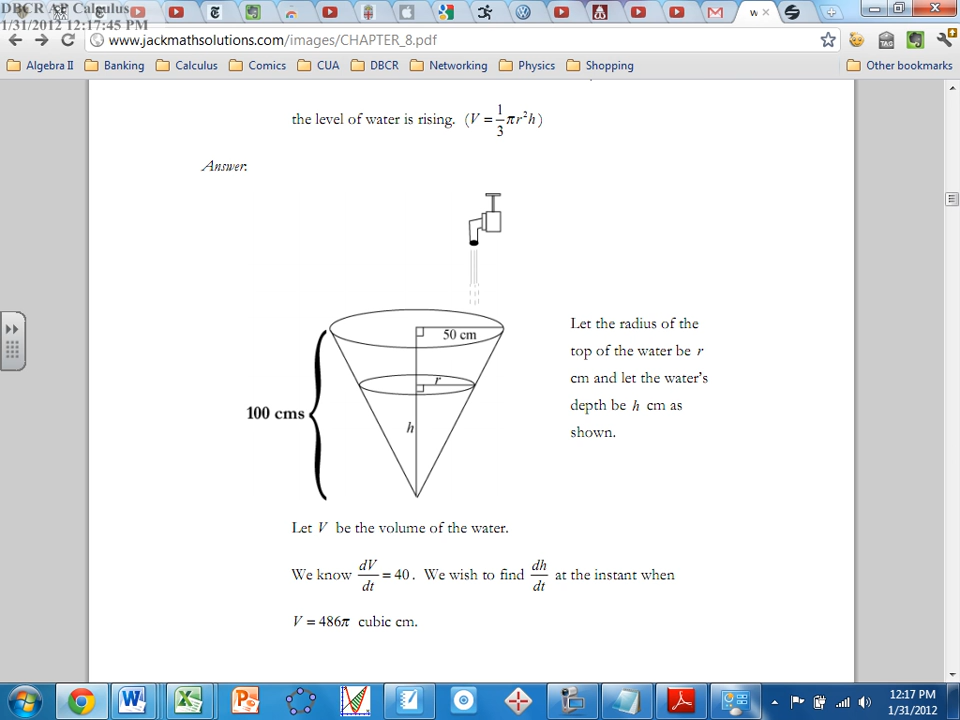 DBCR AP Calculus
1/31/2012 12:17:45 PM
w
www.jackmathsolutions.com/images/CHAPTER_8.pdf
Algebra II Banking Calculus Comics CUA DBCR Networking Physics Shopping Other bookmarks
the level of water is rising. (V = 1/3 πr²h)
Answer:
50 cm
r
100 cms
h
Let the radius of the
top of the water be r
cm and let the water's
depth be h cm as
shown.
Let V be the volume of the water.
We know dV/dt = 40. We wish to find dh/dt at the instant when
V = 486π cubic cm.
12:17 PM
1/31/2012